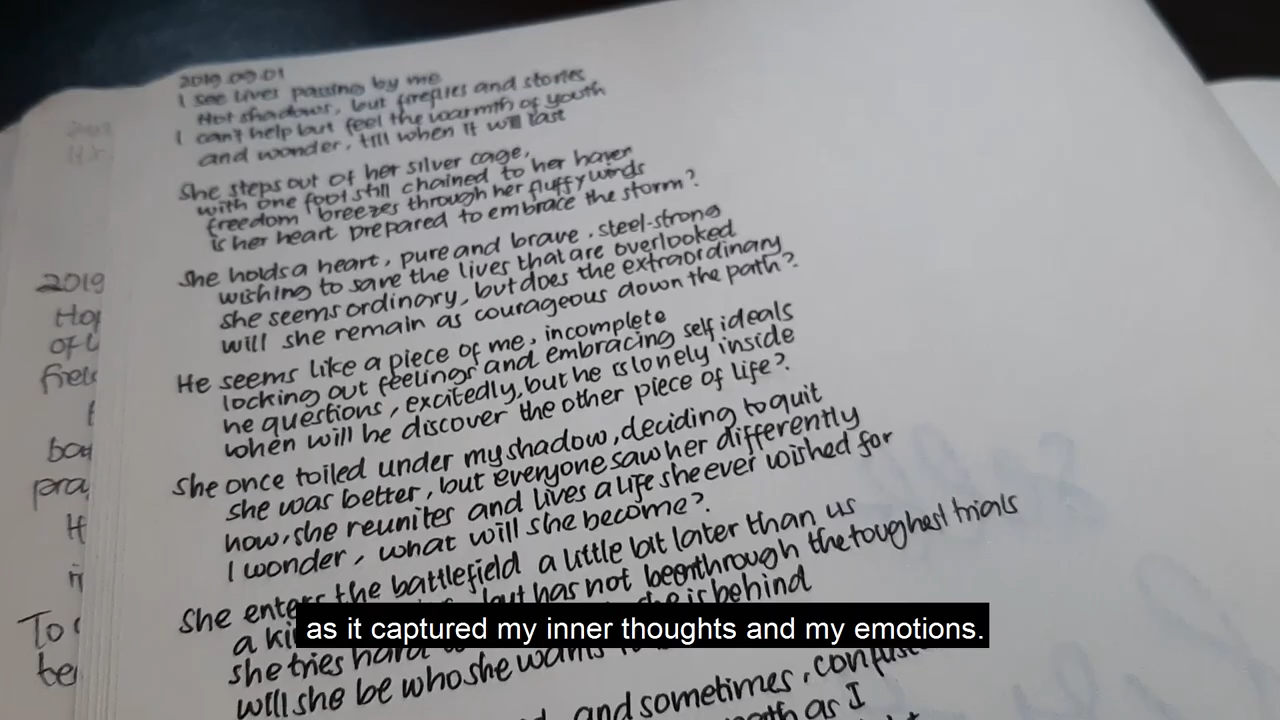 2019.09.01
I see lives passing by me
Not shadows, but fireflies and stories
I can't help but feel the warmth of youth
and wonder, till when it will last
She steps out of her silver cage,
with one foot still chained to her haven
freedom breezes through her fluffy winds
is her heart prepared to embrace the storm?
She holds a heart, pure and brave, steel-strong
wishing to save the lives that are overlooked
she seems ordinary, but does the extraordinary
will she remain as courageous down the path?
He seems like a piece of me, incomplete
locking out feelings and embracing self ideals
he questions, excitedly, but he is lonely inside
when will he discover the other piece of life?
She once toiled under my shadow, deciding to quit
she was better, but everyone saw her differently
now, she reunites and lives a life she ever wished for
I wonder, what will she become?
She enters the battlefield a little bit later than us
a but has not been through the toughest trials
she tries hard she is behind
will she be who she wants
and sometimes,
as I
2019
of
To
as it captured my inner thoughts and my emotions.